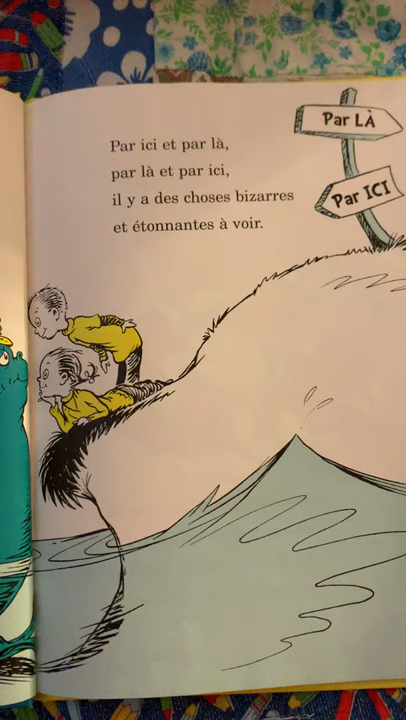 Par ici et par là,
par là et par ici,
il y a des choses bizarres
et étonnantes à voir.
Par LÀ
Par ICI